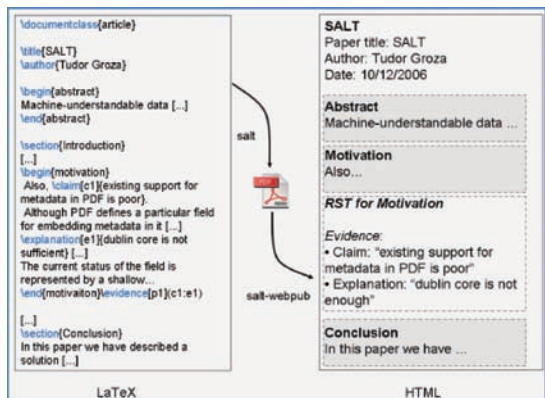 \documentclass{article}
\title{SALT}
\author{Tudor Groza}
\begin{abstract}
Machine-understandable data [...]
\end{abstract}
\section{Introduction}
[...]
\begin{motivation}
Also, \claim{c1}{existing support for
metadata in PDF is poor}.
Although PDF defines a particular field
for embedding metadata in it [...]
\explanation{e1}{dublin core is not
sufficient} [...]
The current status of the field is
represented by a shallow...
\end{motivaiton}\evidence[p1](c1:e1)
[...]
\section{Conclusion}
In this paper we have described a
solution [...]
LaTeX
salt
PDF
salt-webpub
SALT
Paper title: SALT
Author: Tudor Groza
Date: 10/12/2006
Abstract
Machine-understandable data ...
Motivation
Also...
RST for Motivation
Evidence:
• Claim: “existing support for
metadata in PDF is poor”
• Explanation: “dublin core is not
enough”
Conclusion
In this paper we have ...
HTML